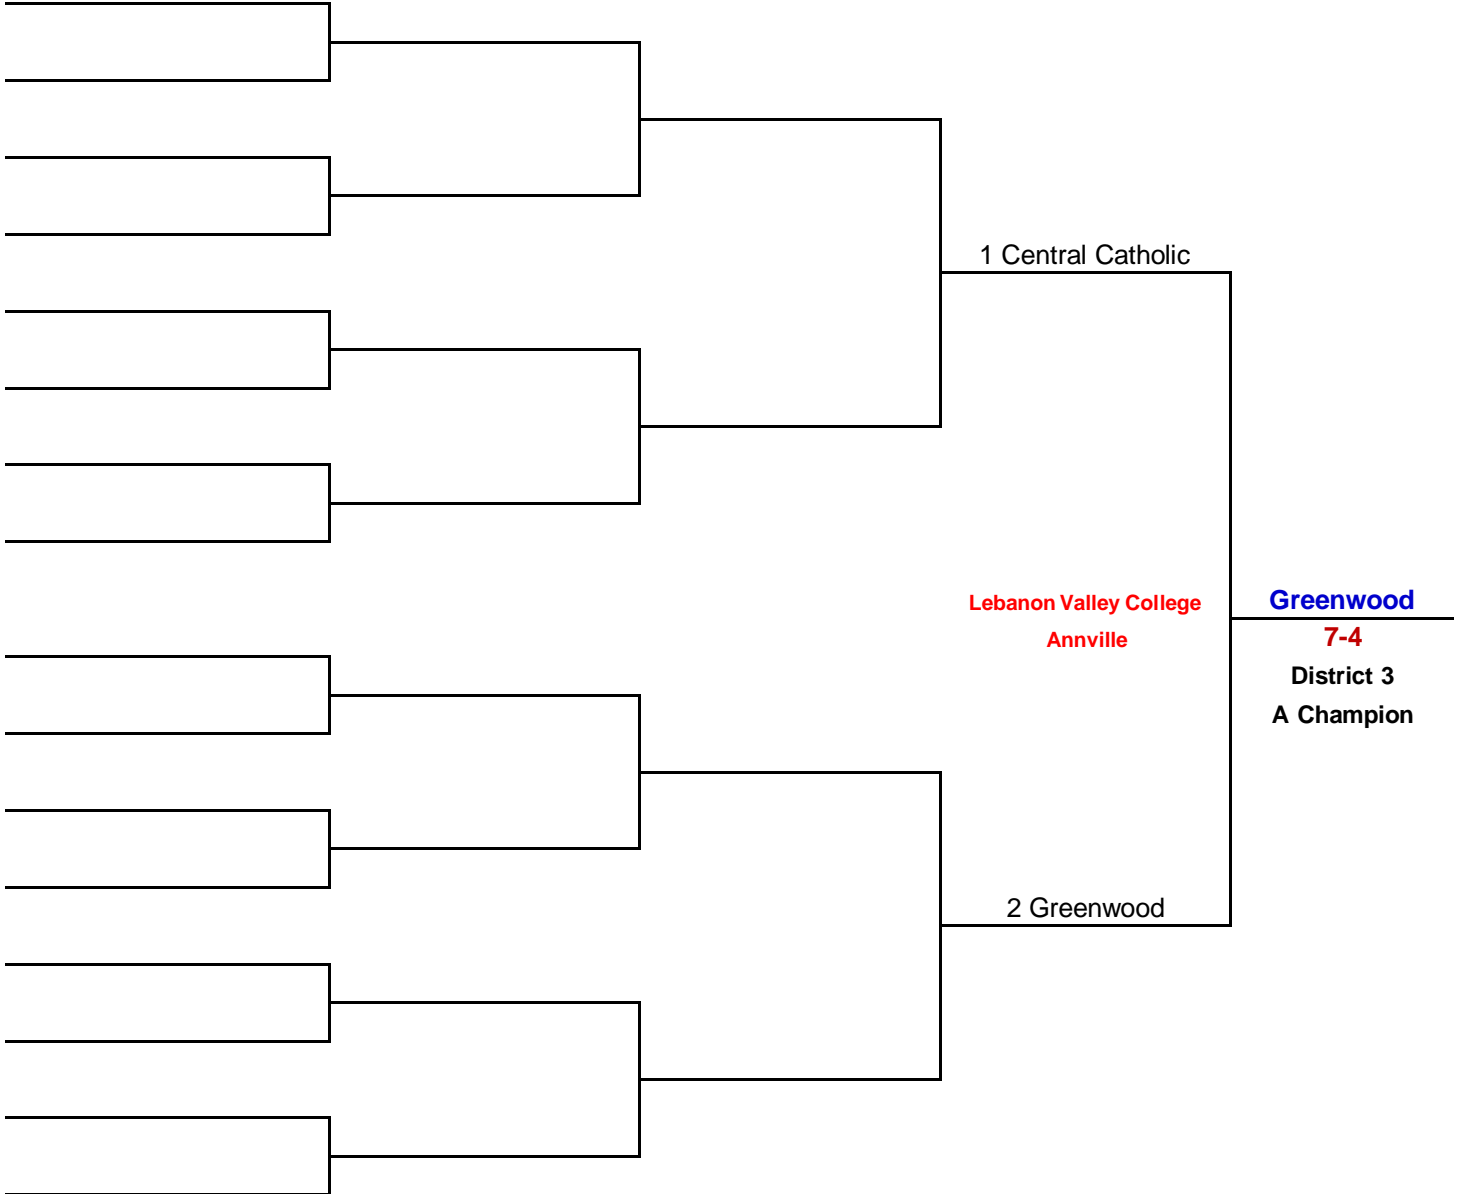 1 Central Catholic
Lebanon Valley College
Annville
Greenwood
7-4
District 3
A Champion
2 Greenwood